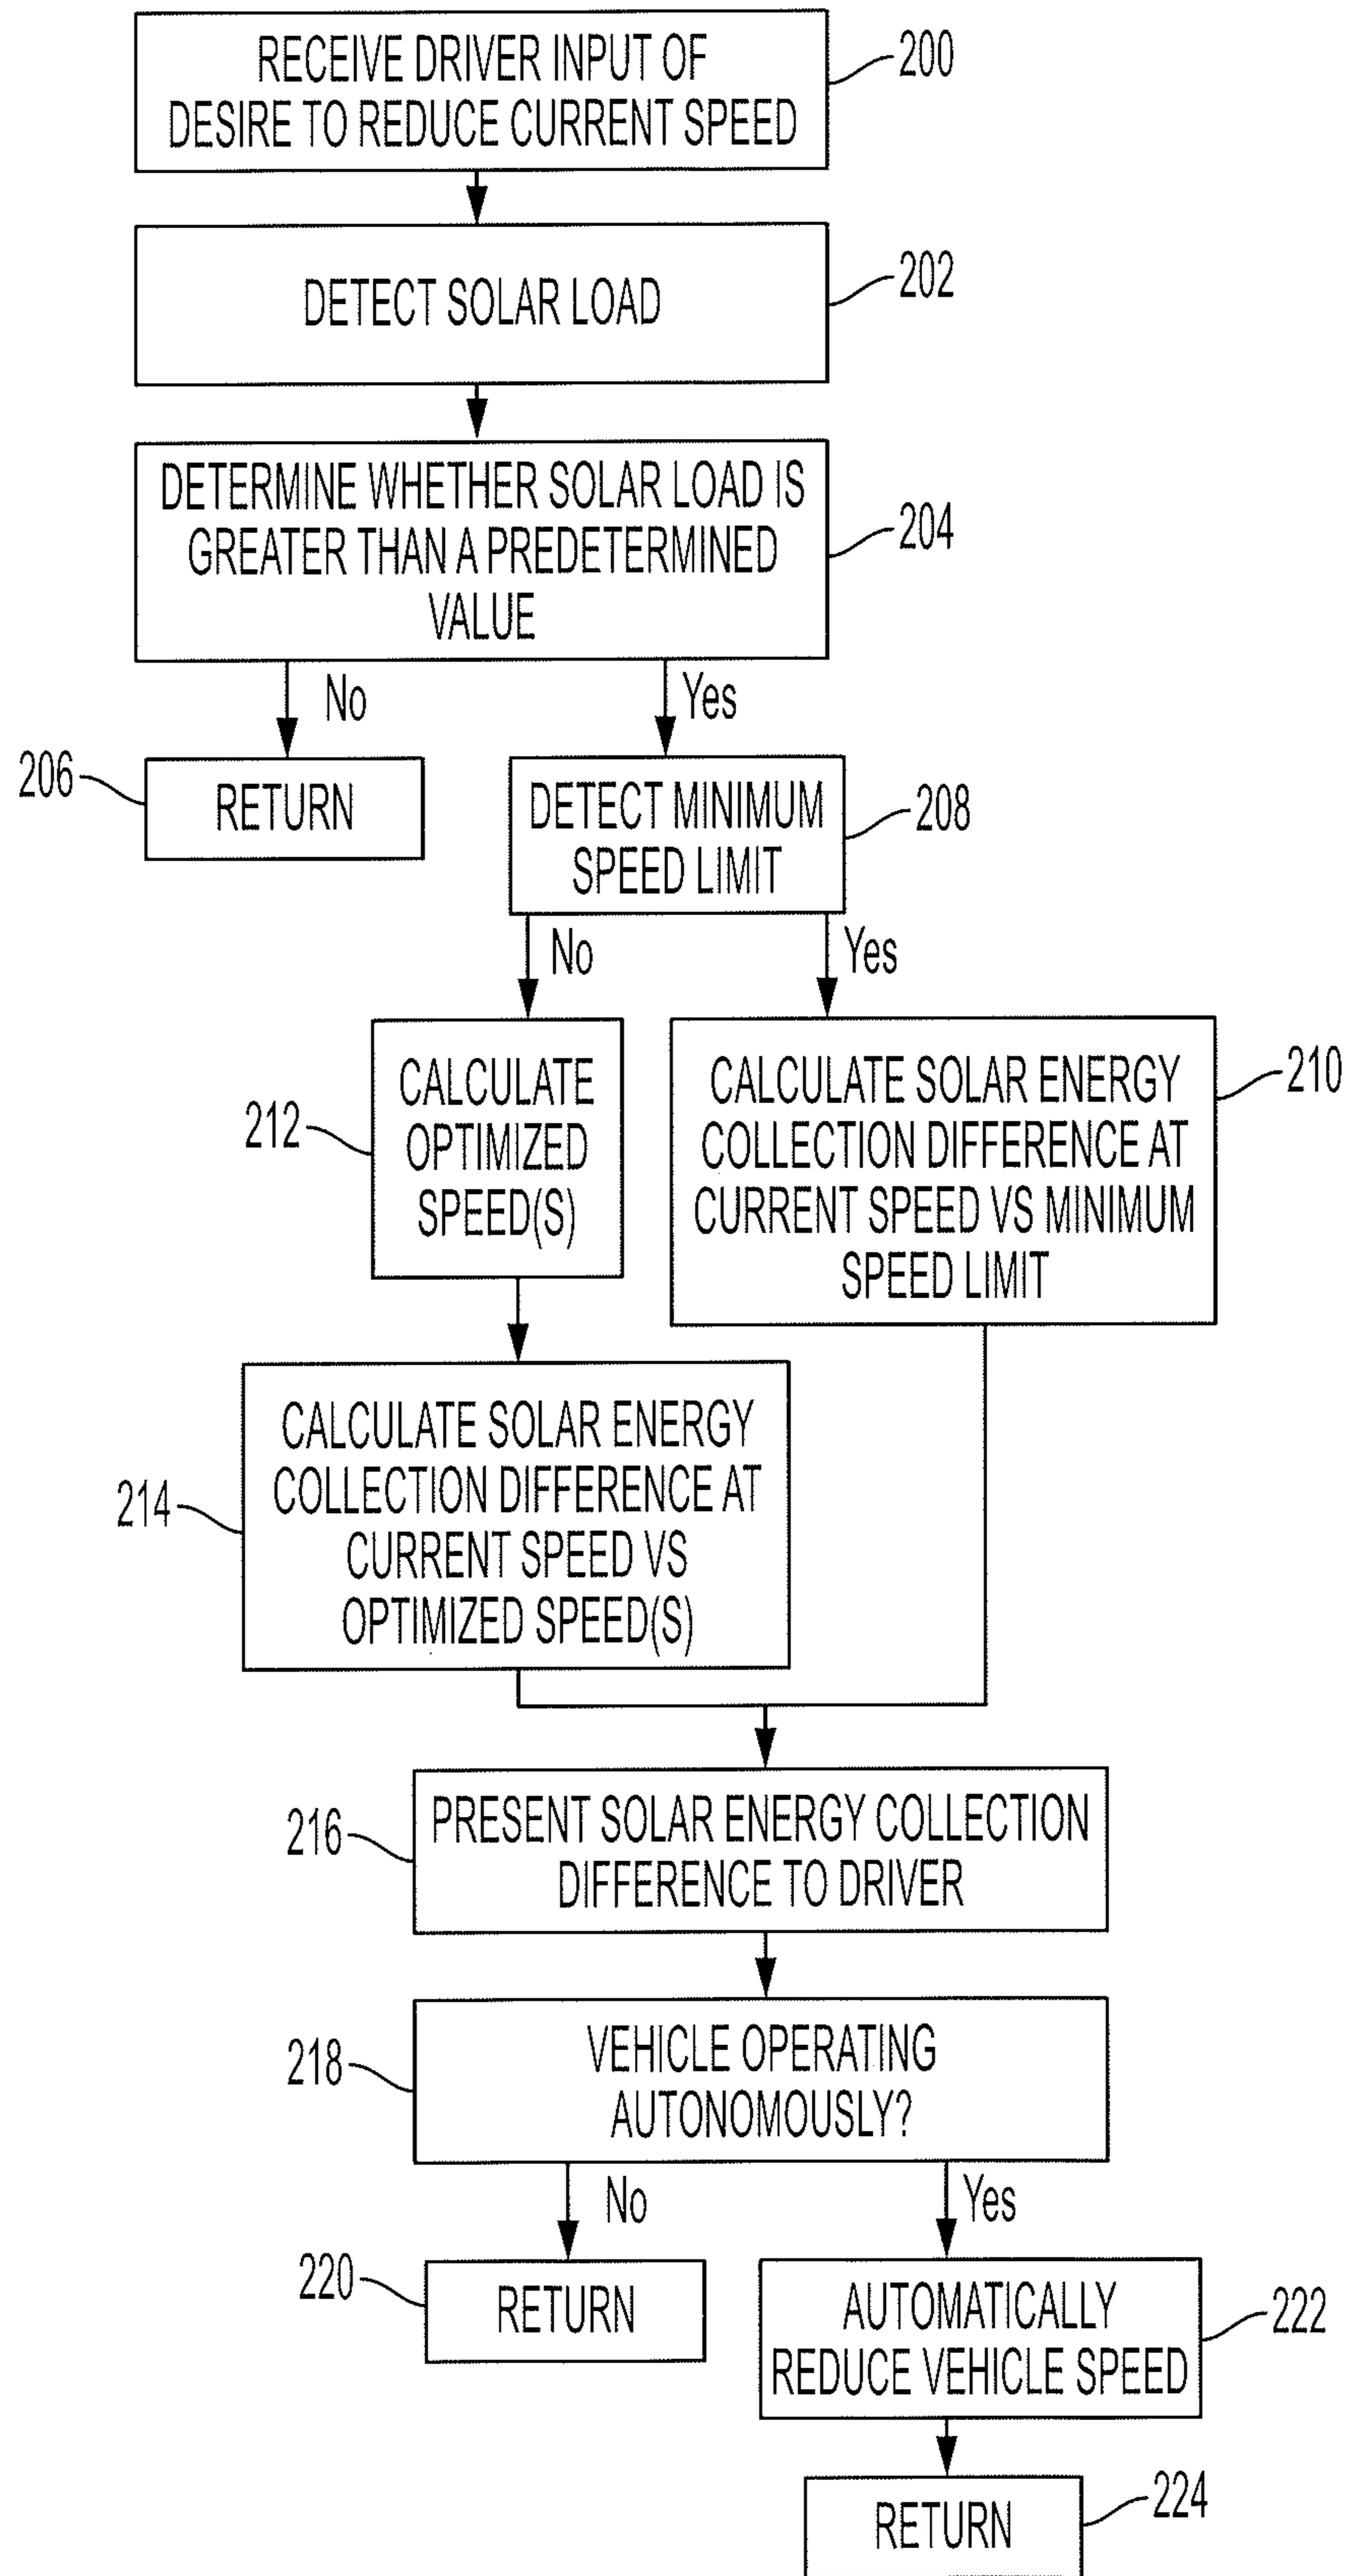 RECEIVE DRIVER INPUT OF
DESIRE TO REDUCE CURRENT SPEED
200
DETECT SOLAR LOAD
202
DETERMINE WHETHER SOLAR LOAD IS
GREATER THAN A PREDETERMINED
VALUE
204
No
Yes
206
RETURN
DETECT MINIMUM
SPEED LIMIT
208
No
Yes
212
CALCULATE
OPTIMIZED
SPEED(S)
CALCULATE SOLAR ENERGY
COLLECTION DIFFERENCE AT
CURRENT SPEED VS MINIMUM
SPEED LIMIT
210
214
CALCULATE SOLAR ENERGY
COLLECTION DIFFERENCE AT
CURRENT SPEED VS
OPTIMIZED SPEED(S)
216
PRESENT SOLAR ENERGY COLLECTION
DIFFERENCE TO DRIVER
218
VEHICLE OPERATING
AUTONOMOUSLY?
No
Yes
220
RETURN
AUTOMATICALLY
REDUCE VEHICLE SPEED
222
RETURN
224